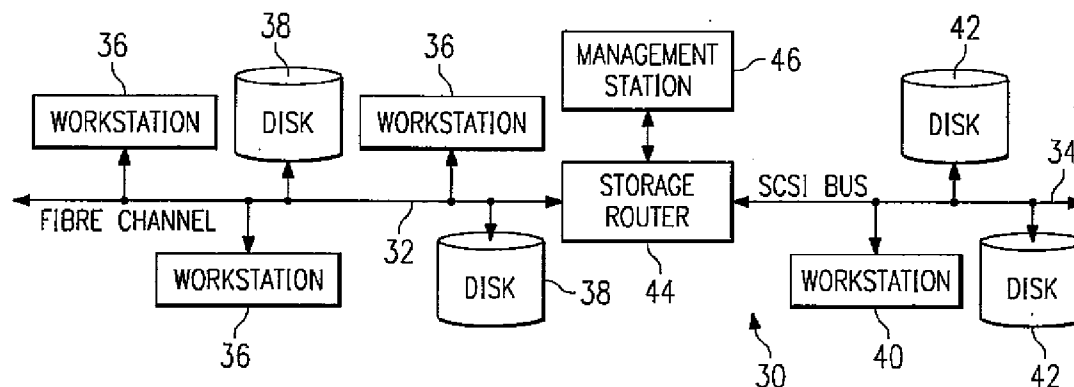 36
38
36
MANAGEMENT
STATION
46
42
WORKSTATION
DISK
WORKSTATION
DISK
FIBRE CHANNEL
32
STORAGE
ROUTER
SCSI BUS
34
WORKSTATION
36
DISK
38
44
WORKSTATION
40
DISK
42
30